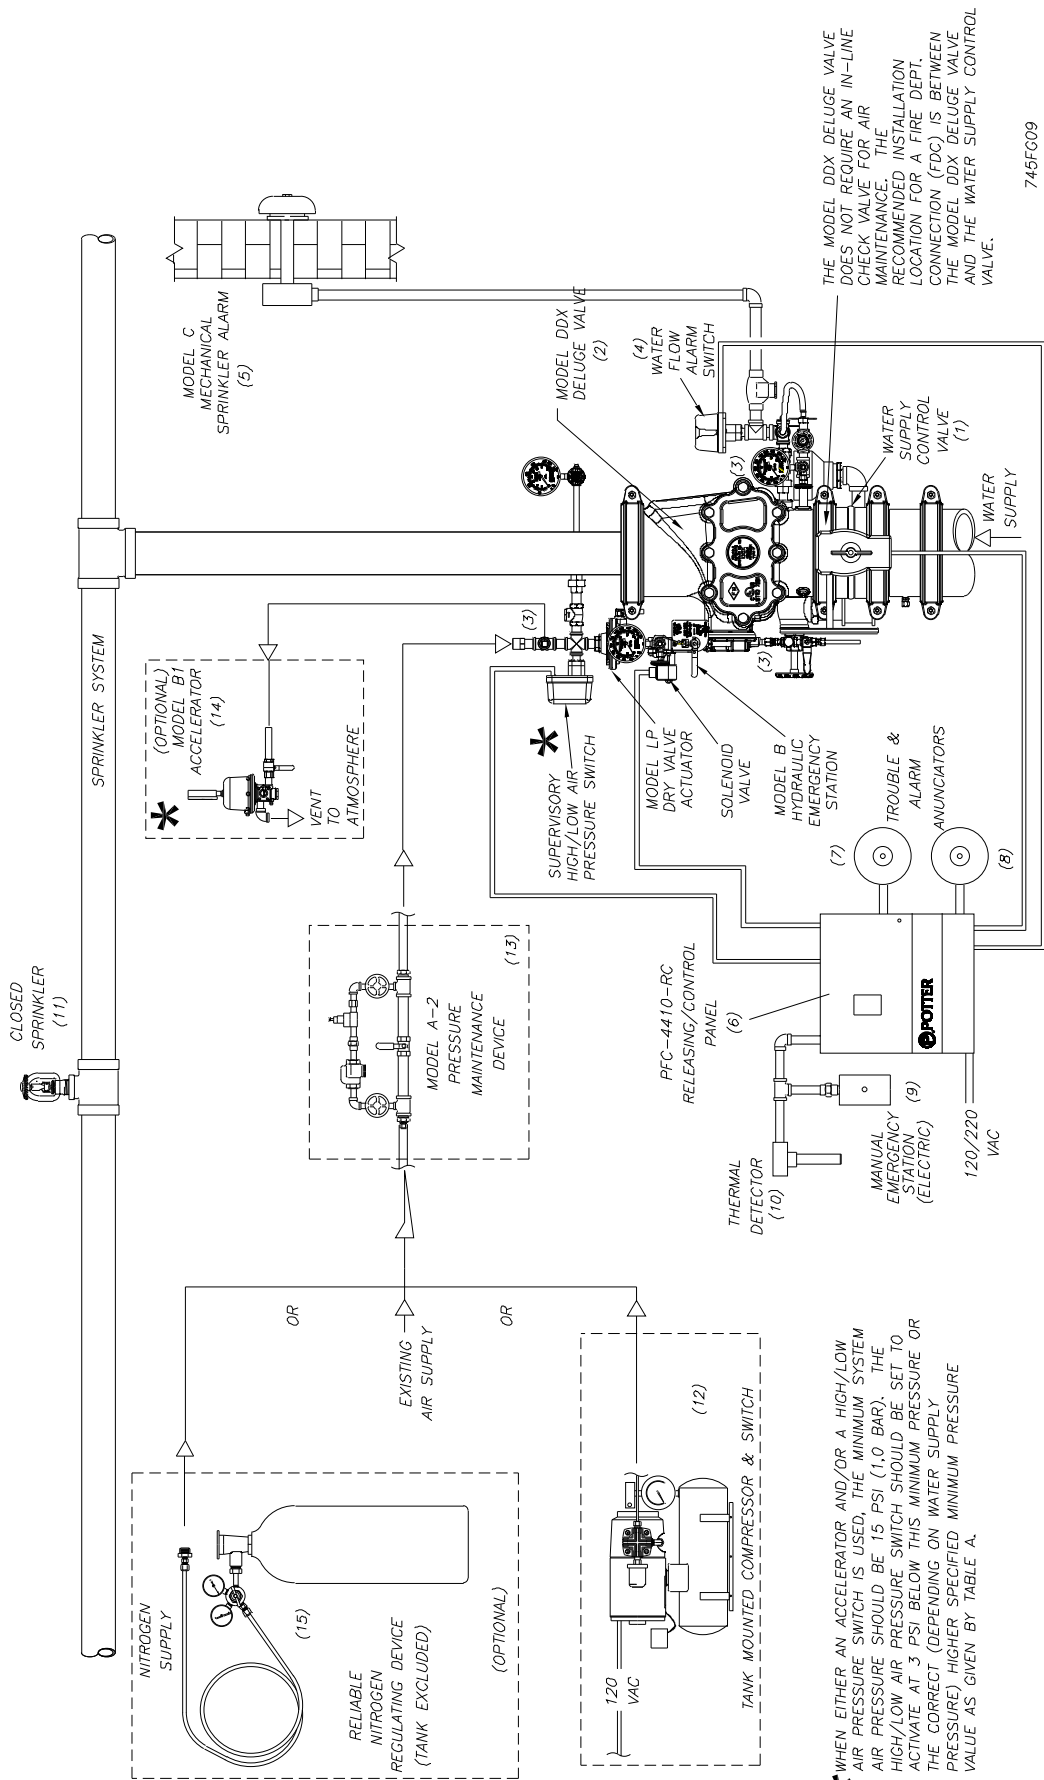 CLOSED
SPRINKLER
(11)
SPRINKLER SYSTEM
MODEL C
MECHANICAL
SPRINKLER ALARM
(5)
NITROGEN
SUPPLY
(15)
RELIABLE
NITROGEN
REGULATING DEVICE
(TANK EXCLUDED)
(OPTIONAL)
OR
EXISTING
AIR SUPPLY
OR
120
VAC
(12)
TANK MOUNTED COMPRESSOR & SWITCH
MODEL A-2
PRESSURE
MAINTENANCE
DEVICE
(13)
(OPTIONAL)
MODEL B1
ACCELERATOR
(14)
*
VENT
TO
ATMOSPHERE
(3)
SUPERVISORY
HIGH/LOW AIR
PRESSURE SWITCH
*
MODEL LP
DRY VALVE
ACTUATOR
SOLENOID
VALVE
MODEL B
HYDRAULIC
EMERGENCY
STATION
(3)
MODEL DDX
DELUGE VALVE
(2)
(4)
WATER
FLOW
ALARM
SWITCH
(3)
WATER
SUPPLY
CONTROL
VALVE
(1)
WATER
SUPPLY
THE MODEL DDX DELUGE VALVE
DOES NOT REQUIRE AN IN-LINE
CHECK VALVE FOR AIR
MAINTENANCE. THE
RECOMMENDED INSTALLATION
LOCATION FOR A FIRE DEPT.
CONNECTION (FDC) IS BETWEEN
THE MODEL DDX DELUGE VALVE
AND THE WATER SUPPLY CONTROL
VALVE.
PFC-4410-RC
RELEASING/CONTROL
PANEL
(6)
POTTER
(7)
TROUBLE &
ALARM
ANUNCIATORS
(8)
THERMAL
DETECTOR
(10)
MANUAL
EMERGENCY
STATION
(ELECTRIC)
(9)
120/220
VAC
*WHEN EITHER AN ACCELERATOR AND/OR A HIGH/LOW
AIR PRESSURE SWITCH IS USED, THE MINIMUM SYSTEM
AIR PRESSURE SHOULD BE 15 PSI (1,0 BAR). THE
HIGH/LOW AIR PRESSURE SWITCH SHOULD BE SET TO
ACTIVATE AT 3 PSI BELOW THIS MINIMUM PRESSURE OR
THE CORRECT (DEPENDING ON WATER SUPPLY
PRESSURE) HIGHER SPECIFIED MINIMUM PRESSURE
VALUE AS GIVEN BY TABLE A.
745FG09